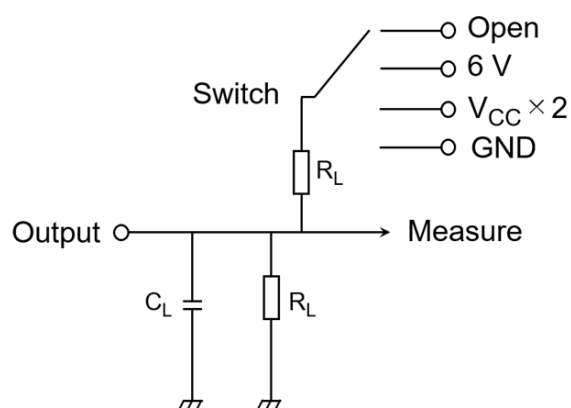 Open
6 V
Switch
V_CC × 2
GND
R_L
Output
Measure
C_L
R_L